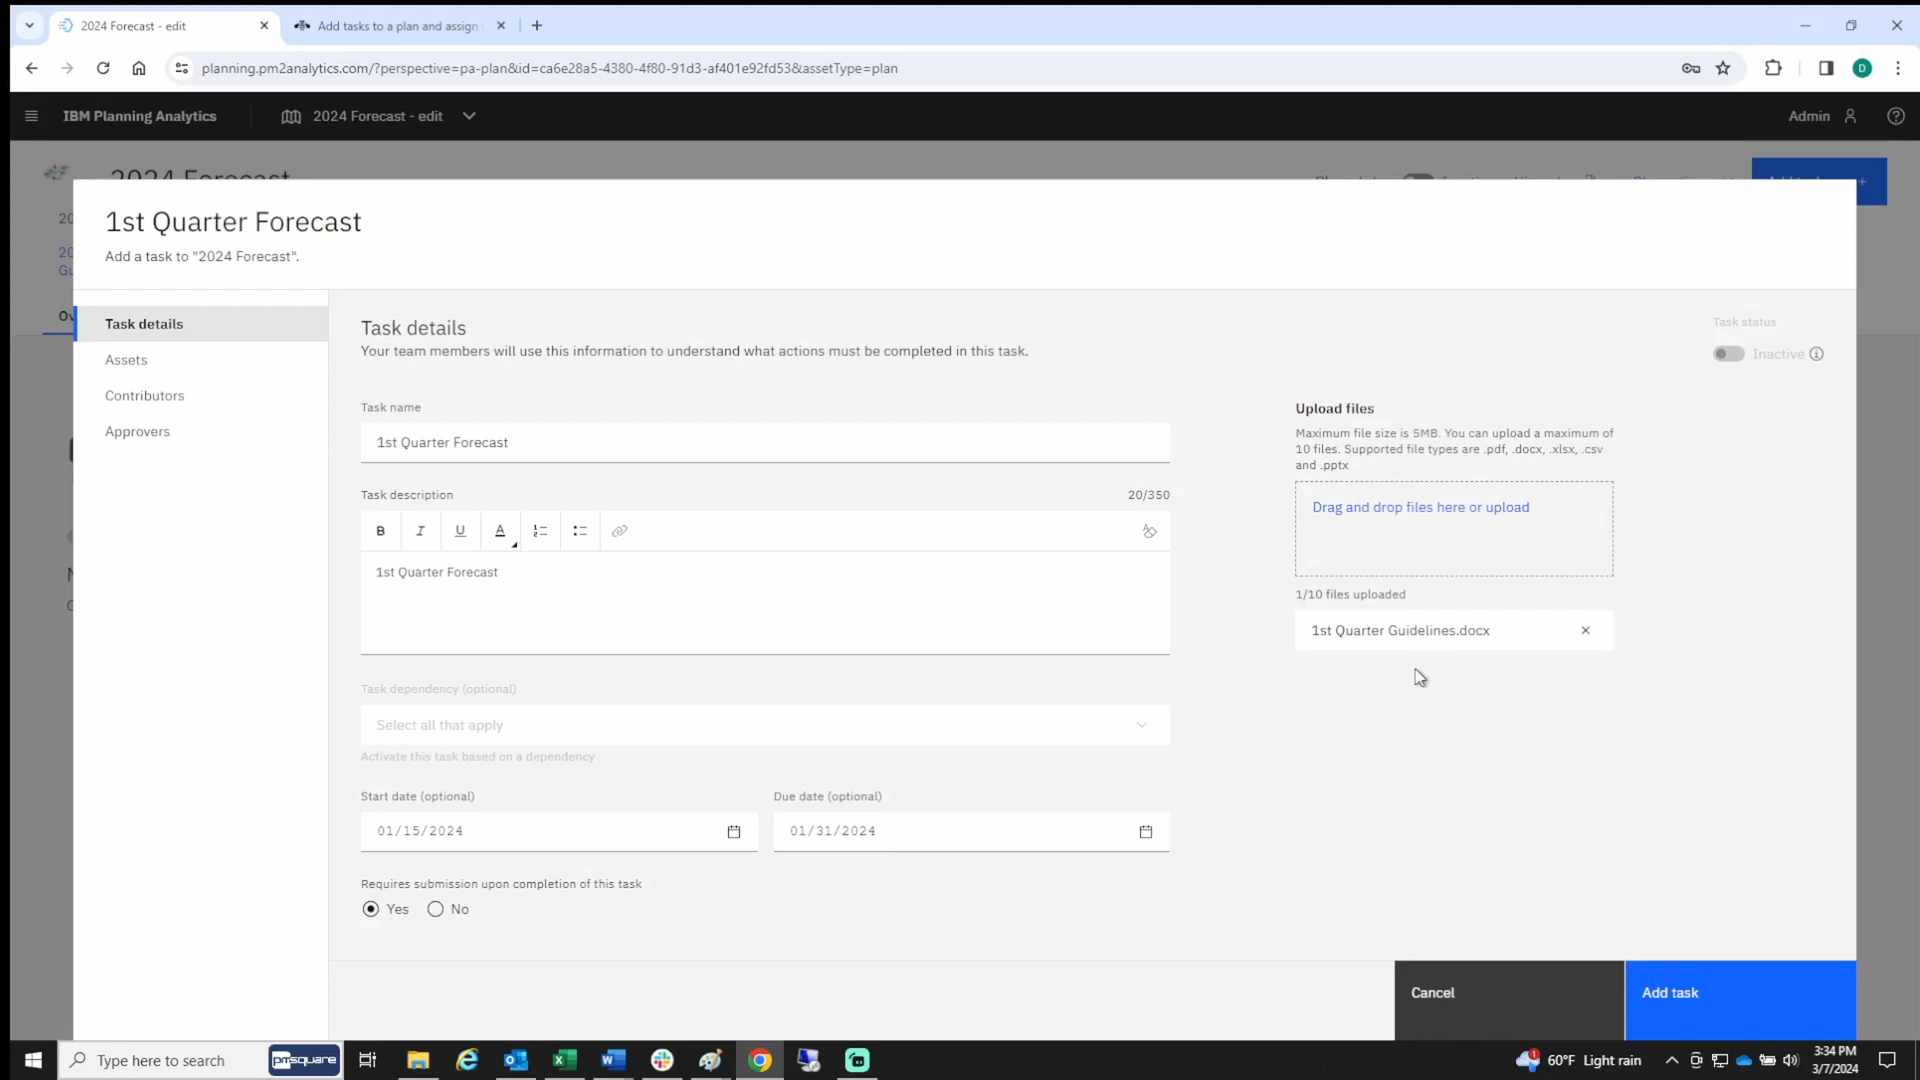 2024 Forecast - edit
Add tasks to a plan and assign
planning.pm2analytics.com/?perspective=pa-plan&id=ca6e28a5-4380-4f80-91d3-af401e92fd53&assetType=plan
D
IBM Planning Analytics
2024 Forecast - edit
Admin
2024 Forecast
1st Quarter Forecast
Add a task to "2024 Forecast".
Task details
Assets
Contributors
Approvers
Task details
Your team members will use this information to understand what actions must be completed in this task.
Task status
Inactive
Task name
1st Quarter Forecast
Task description
20/350
B I U A
1st Quarter Forecast
Task dependency (optional)
Select all that apply
Activate this task based on a dependency
Start date (optional)
01/15/2024
Due date (optional)
01/31/2024
Requires submission upon completion of this task
Yes
No
Upload files
Maximum file size is 5MB. You can upload a maximum of
10 files. Supported file types are .pdf, .docx, .xlsx, .csv
and .pptx
Drag and drop files here or upload
1/10 files uploaded
1st Quarter Guidelines.docx
Cancel
Add task
Type here to search
pmsquare
60°F Light rain
3:34 PM
3/7/2024